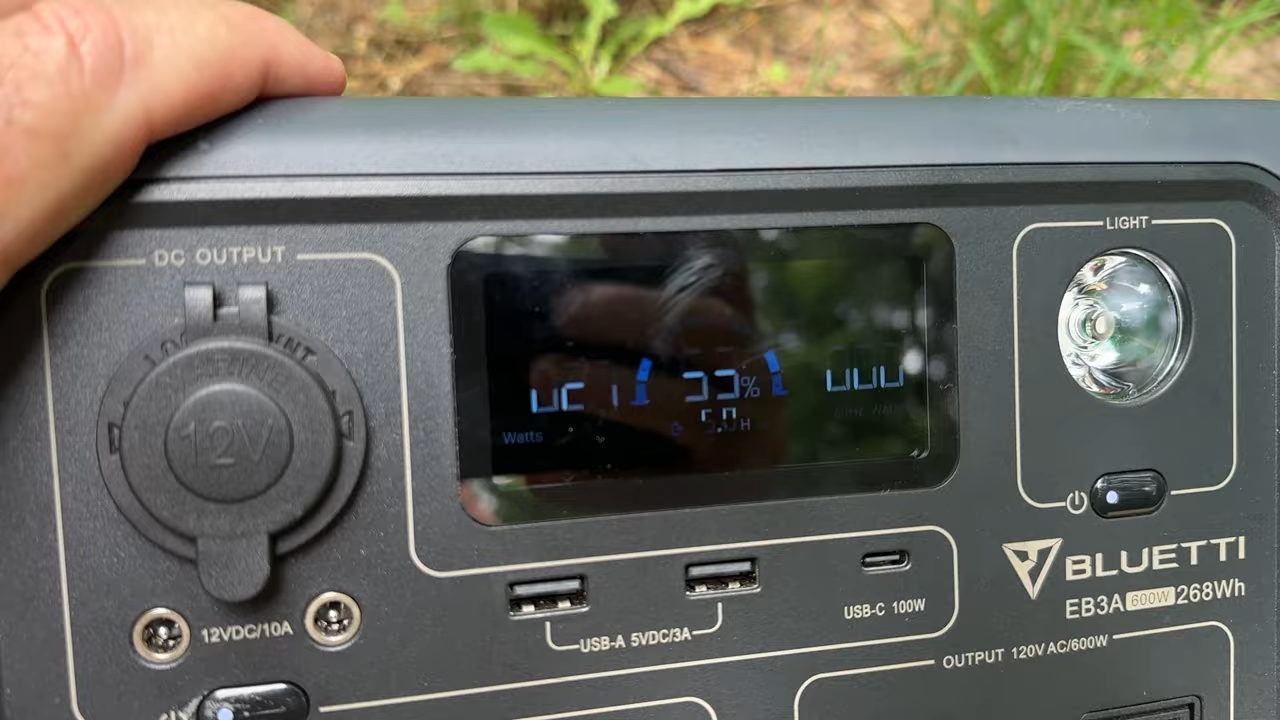 LIGHT
DC OUTPUT
12V
%
H
Watts
BLUETTI
EB3A 600W 268Wh
USB-C 100W
12VDC/10A
USB-A 5VDC/3A
OUTPUT 120V AC/600W